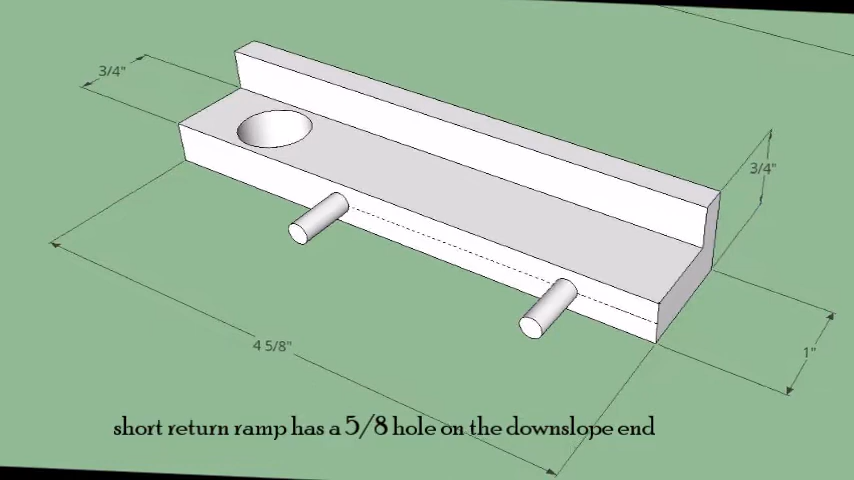 3/4"
3/4"
4 5/8"
1"
short return ramp has a 5/8 hole on the downslope end